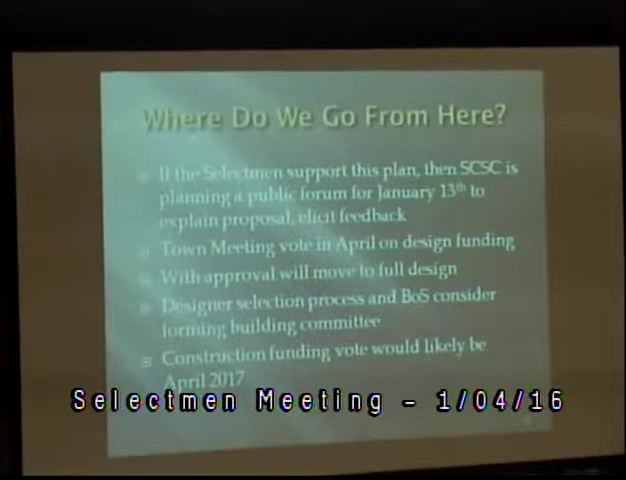 Where Do We Go From Here?
If the Selectmen support this plan, then SCSC is
planning a public forum for January 13th to
explain proposal, elicit feedback
Town Meeting vote in April on design funding
With approval will move to full design
Designer selection process and BoS consider
forming building committee
Construction funding vote would likely be
April 2017
Selectmen Meeting - 1/04/16